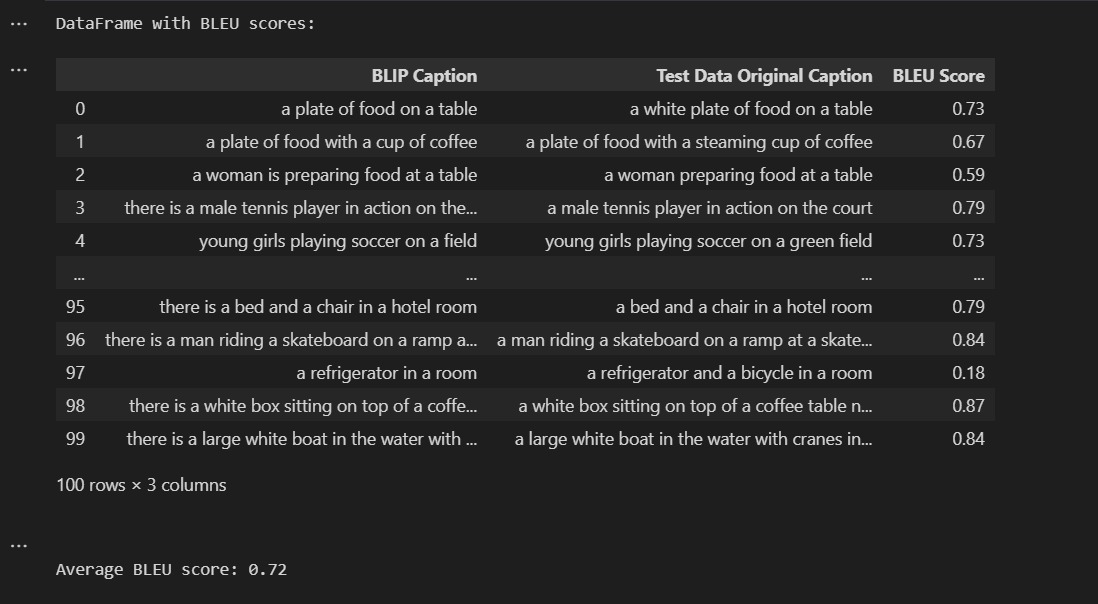 DataFrame with BLEU scores:
BLIP Caption Test Data Original Caption BLEU Score
0 a plate of food on a table a white plate of food on a table 0.73
1 a plate of food with a cup of coffee a plate of food with a steaming cup of coffee 0.67
2 a woman is preparing food at a table a woman preparing food at a table 0.59
3 there is a male tennis player in action on the... a male tennis player in action on the court 0.79
4 young girls playing soccer on a field young girls playing soccer on a green field 0.73
... ... ... ...
95 there is a bed and a chair in a hotel room a bed and a chair in a hotel room 0.79
96 there is a man riding a skateboard on a ramp a... a man riding a skateboard on a ramp at a skate... 0.84
97 a refrigerator in a room a refrigerator and a bicycle in a room 0.18
98 there is a white box sitting on top of a coffe... a white box sitting on top of a coffee table n... 0.87
99 there is a large white boat in the water with ... a large white boat in the water with cranes in... 0.84
100 rows × 3 columns
Average BLEU score: 0.72